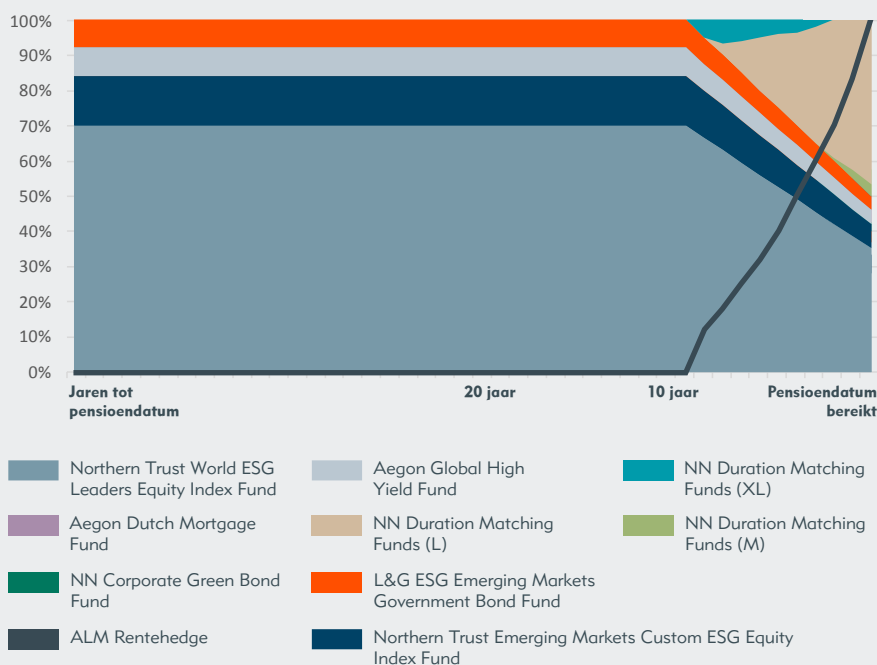 100%
90%
80%
70%
60%
50%
40%
30%
20%
10%
0%
Jaren tot
pensioendatum
20 jaar
10 jaar
Pensioendatum
bereikt
Northern Trust World ESG
Leaders Equity Index Fund
Aegon Global High
Yield Fund
NN Duration Matching
Funds (XL)
Aegon Dutch Mortgage
Fund
NN Duration Matching
Funds (L)
NN Duration Matching
Funds (M)
NN Corporate Green Bond
Fund
L&G ESG Emerging Markets
Government Bond Fund
ALM Rentehedge
Northern Trust Emerging Markets Custom ESG Equity
Index Fund